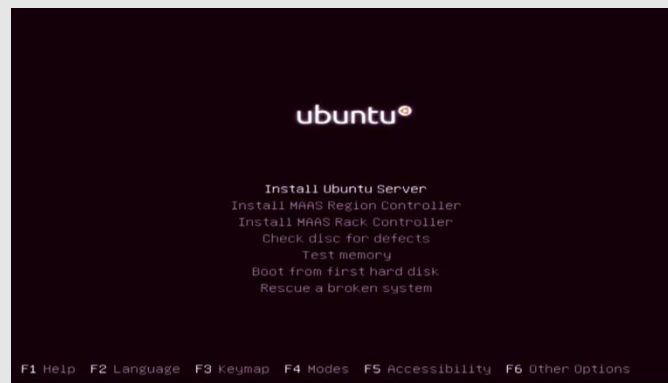 ubuntu
Install Ubuntu Server
Install MAAS Region Controller
Install MAAS Rack Controller
Check disc for defects
Test memory
Boot from first hard disk
Rescue a broken system
F1 Help F2 Language F3 Keymap F4 Modes F5 Accessibility F6 Other Options